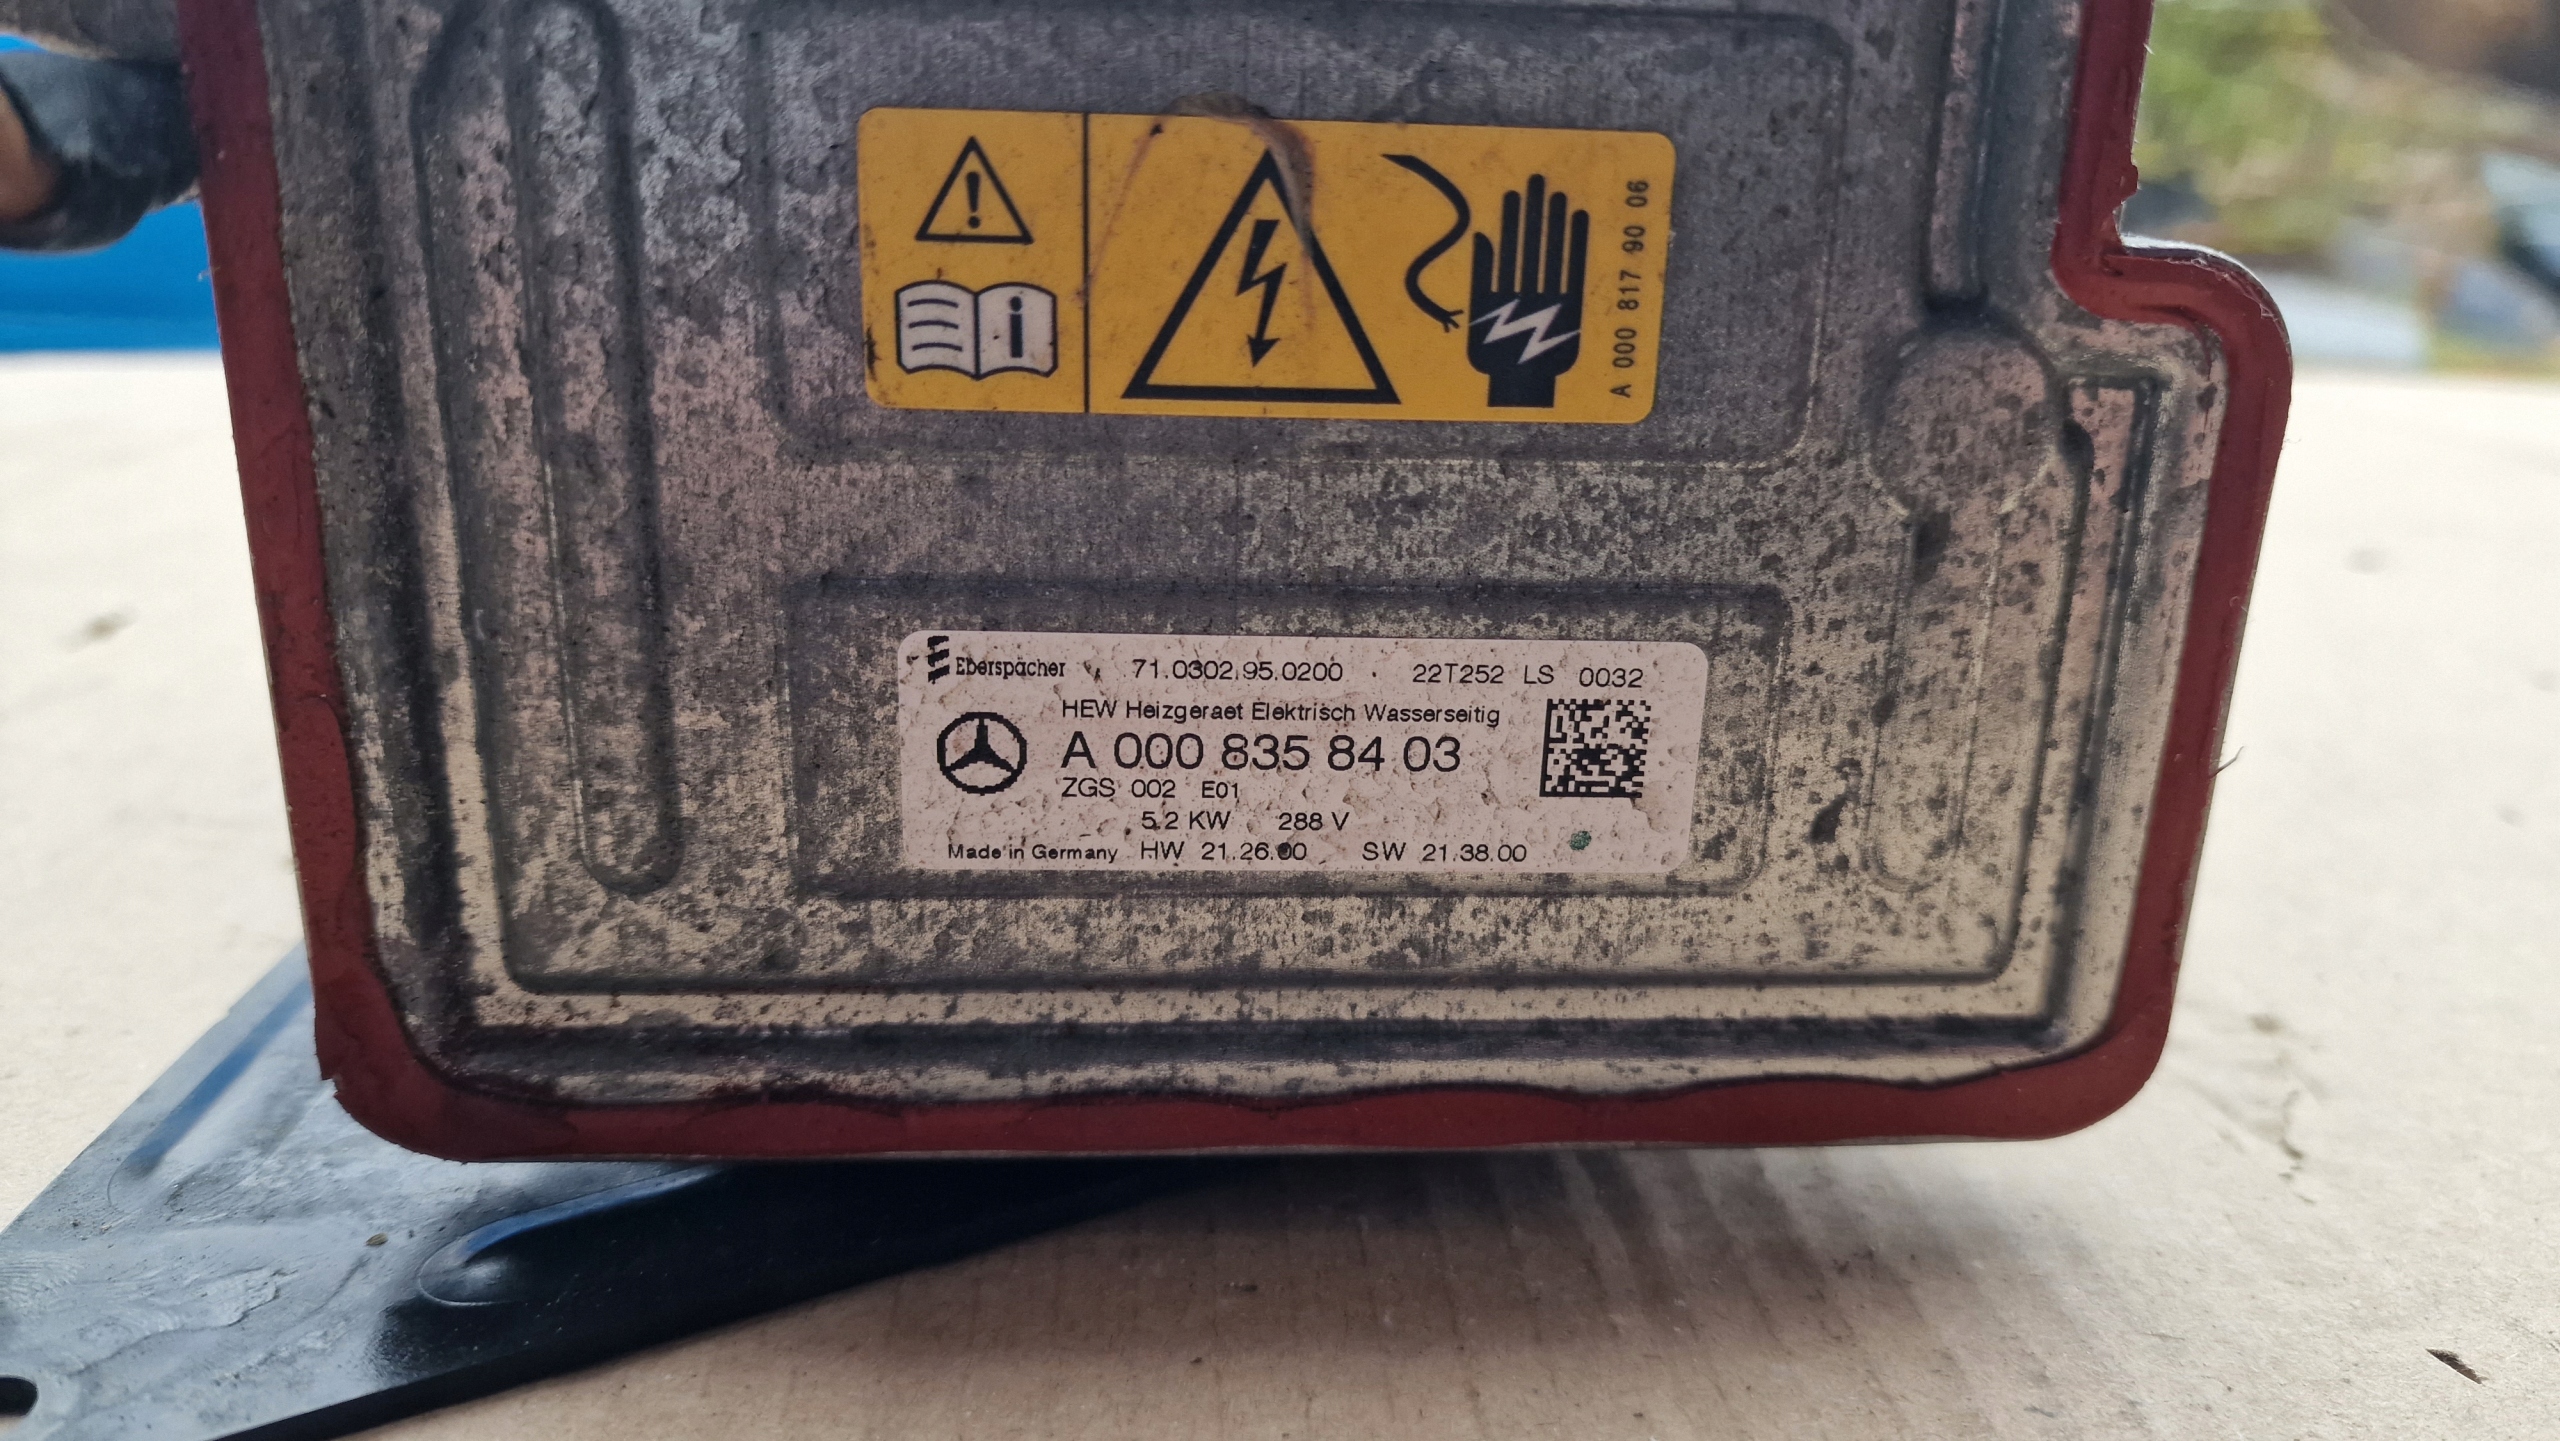 A 000 817 90 06
Eberspächer 71.0302.95.0200 22T252 LS 0032
HEW Heizgeraet Elektrisch Wasserseitig
A 000 835 84 03
ZGS 002 E01
5.2 KW 288 V
Made in Germany HW 21.26.00 SW 21.38.00